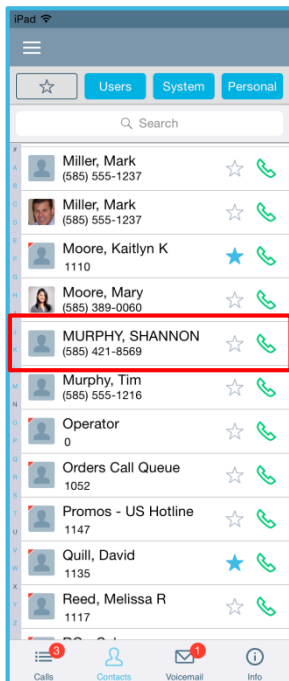 iPad
Users System Personal
Search
#
A
B
C
D
E
F
G
H
Miller, Mark
(585) 555-1237
Miller, Mark
(585) 555-1237
Moore, Kaitlyn K
1110
Moore, Mary
(585) 389-0060
MURPHY, SHANNON
(585) 421-8569
Murphy, Tim
(585) 555-1216
Operator
0
Orders Call Queue
1052
Promos - US Hotline
1147
Quill, David
1135
Reed, Melissa R
1117
K
M
N
O
P
Q
R
S
T
U
V
W
X
Y
Z
3 1
Calls Contacts Voicemail Info